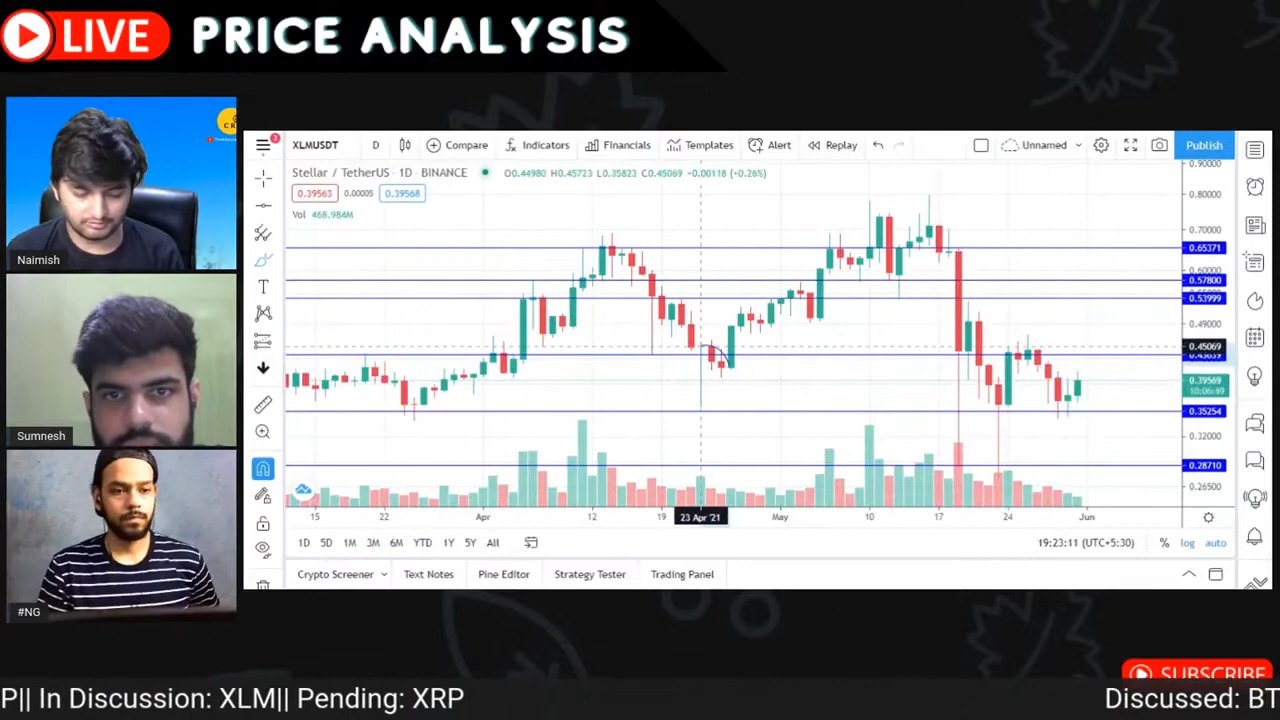 LIVE PRICE ANALYSIS
CR
Naimish
Sumnesh
#NG
XLMUSDT D Compare Indicators Financials Templates Alert Replay Unnamed Publish
Stellar / TetherUS · 1D · BINANCE O0.44980 H0.45723 L0.35823 C0.45069 -0.00118 (-0.26%)
0.39563 0.00005 0.39568
Vol 468.984M
0.90000
0.80000
0.70000
0.65371
0.60000
0.57800
0.53999
0.49000
0.45069
0.39569
10:06:49
0.35254
0.32000
0.28710
0.26500
15 22 Apr 12 19 23 Apr '21 May 10 17 24 Jun
1D 5D 1M 3M 6M YTD 1Y 5Y All 19:23:11 (UTC+5:30) % log auto
Crypto Screener Text Notes Pine Editor Strategy Tester Trading Panel
SUBSCRIBE
P|| In Discussion: XLM|| Pending: XRP Discussed: BT